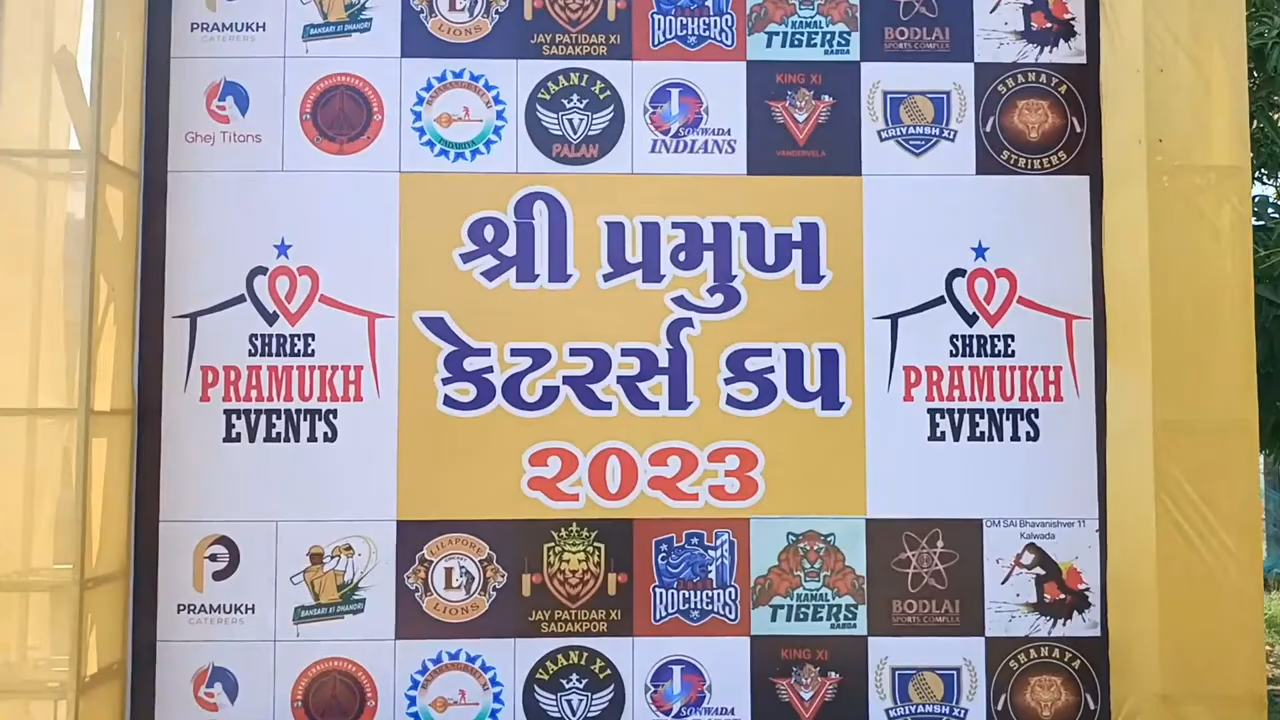 PRAMUKH
CATERERS
BANSARI XI DHANORI
LIONS
JAY PATIDAR XI
SADAKPOR
ROCHERS
KAMAL
TIGERS
RABDA
BODLAI
SPORTS COMPLEX
Ghej Titans
VAANI XI
PALAN
SONWADA
INDIANS
KING XI
VANDERVELA
KRIYANSH XI
SHANAYA
STRIKERS
શ્રી પ્રમુખ
કેટરર્સ કપ
૨૦૨૩
SHREE
PRAMUKH
EVENTS
SHREE
PRAMUKH
EVENTS
PRAMUKH
CATERERS
BANSARI XI DHANORI
LILAPORE
LIONS
JAY PATIDAR XI
SADAKPOR
ROCHERS
KAMAL
TIGERS
RABDA
BODLAI
SPORTS COMPLEX
OM SAI Bhavanishver 11
Kalwada
VAANI XI
SONWADA
KING XI
KRIYANSH XI
SHANAYA